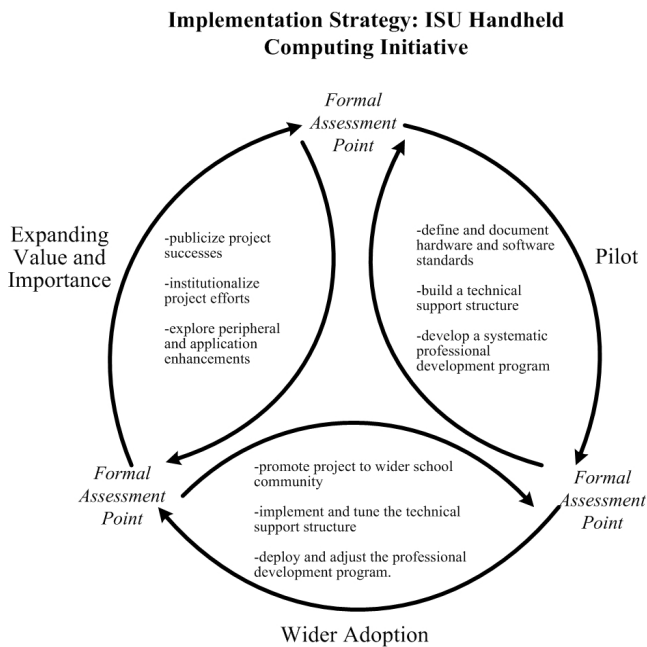 Implementation Strategy: ISU Handheld
Computing Initiative
Formal
Assessment
Point
Expanding
Value and
Importance
-publicize project
successes
-institutionalize
project efforts
-explore peripheral
and application
enhancements
-define and document
hardware and software
standards
-build a technical
support structure
-develop a systematic
professional
development program
Pilot
Formal
Assessment
Point
-promote project to wider school
community
-implement and tune the technical
support structure
-deploy and adjust the professional
development program.
Formal
Assessment
Point
Wider Adoption